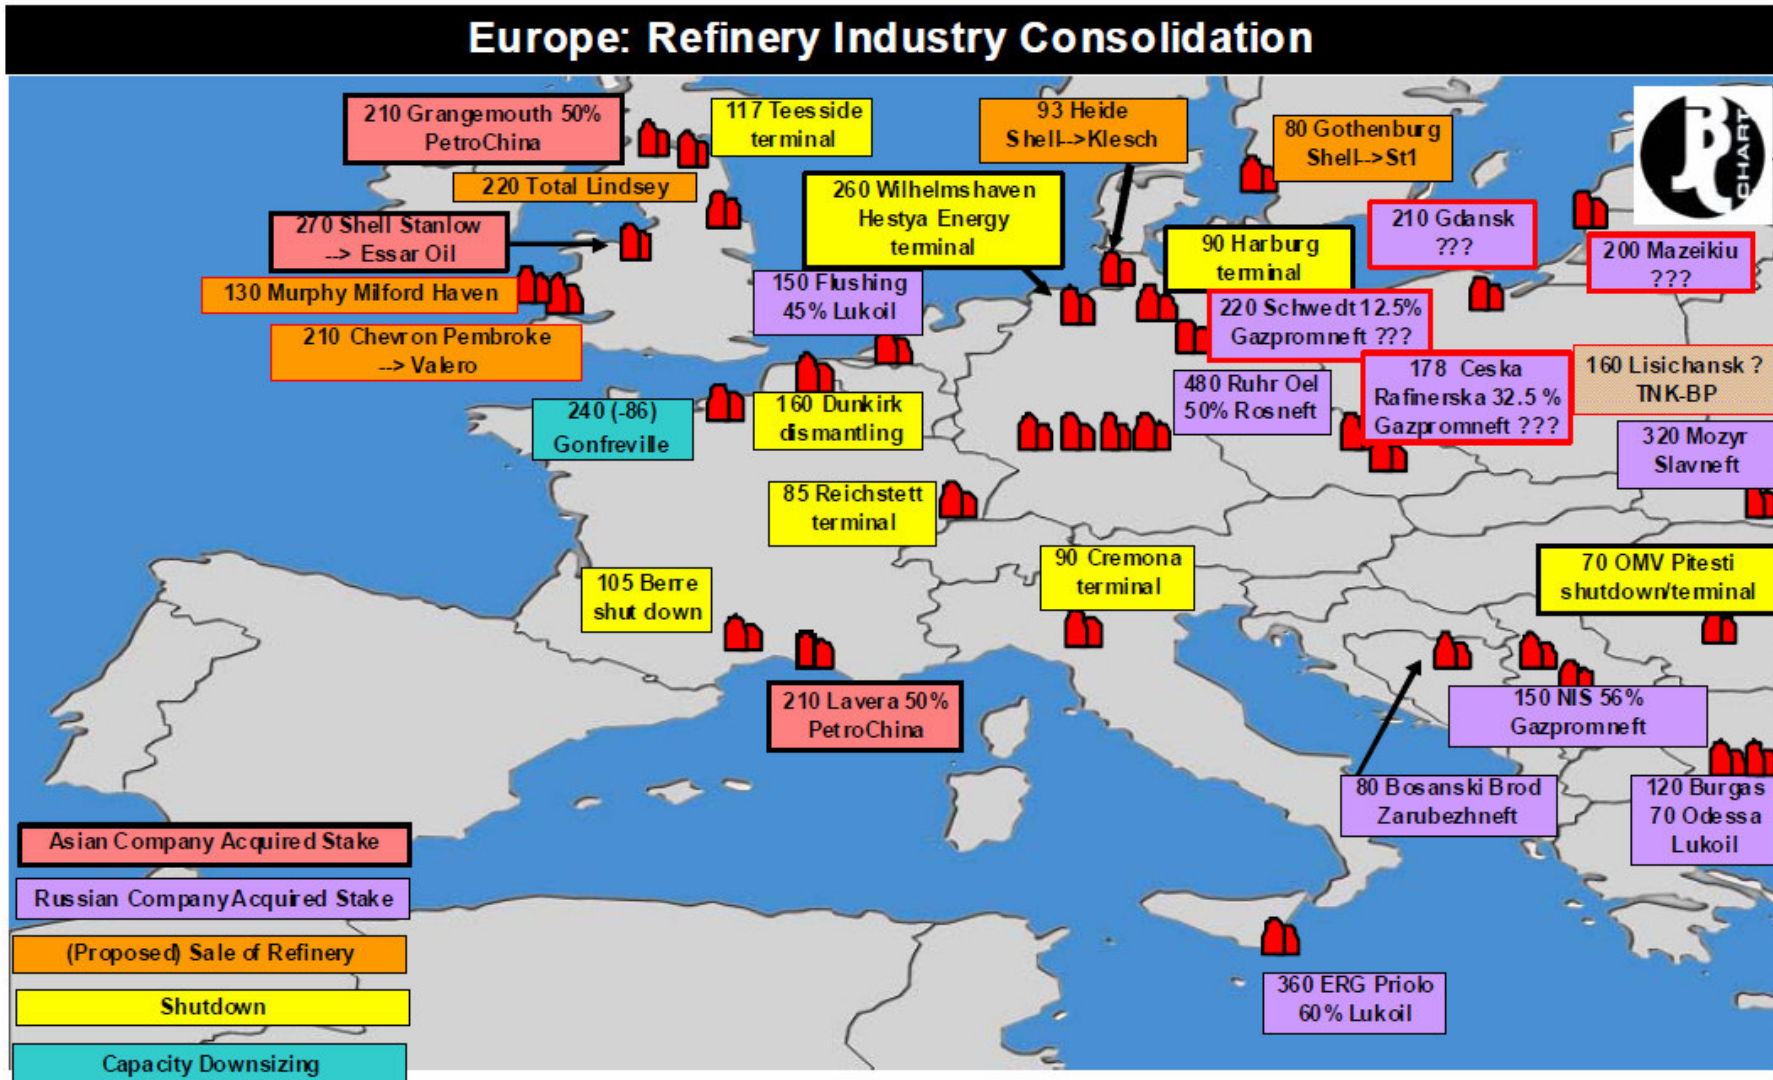 Europe: Refinery Industry Consolidation
210 Grangemouth 50%
PetroChina
117 Teesside
terminal
93 Heide
Shell-->Klesch
80 Gothenburg
Shell-->St1
JBC
CHART
220 Total Lindsey
260 Wilhelmshaven
Hestya Energy
terminal
210 Gdansk
???
270 Shell Stanlow
--> Essar Oil
90 Harburg
terminal
200 Mazeikiu
???
130 Murphy Milford Haven
150 Flushing
45% Lukoil
220 Schwedt 12.5%
Gazpromneft ???
210 Chevron Pembroke
--> Valero
480 Ruhr Oel
50% Rosneft
178 Ceska
Rafinerska 32.5 %
Gazpromneft ???
160 Lisichansk ?
TNK-BP
240 (-86)
Gonfreville
160 Dunkirk
dismantling
320 Mozyr
Slavneft
85 Reichstett
terminal
90 Cremona
terminal
70 OMV Pitesti
shutdown/terminal
105 Berre
shut down
210 Lavera 50%
PetroChina
150 NIS 56%
Gazpromneft
80 Bosanski Brod
Zarubezhneft
120 Burgas
70 Odessa
Lukoil
360 ERG Priolo
60% Lukoil
Asian Company Acquired Stake
Russian Company Acquired Stake
(Proposed) Sale of Refinery
Shutdown
Capacity Downsizing